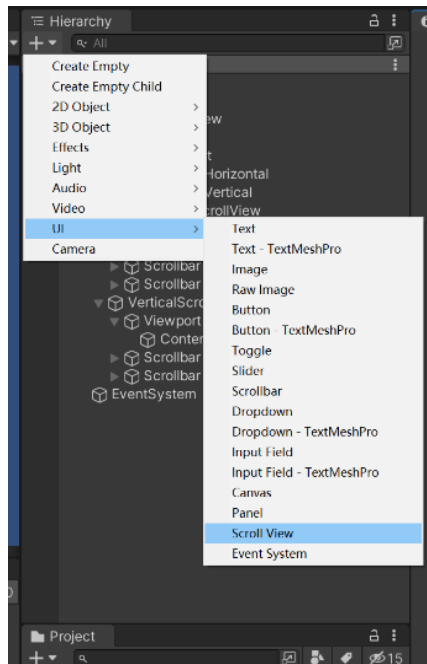 Hierarchy
All
Create Empty
Create Empty Child
2D Object
3D Object
Effects
Light
Audio
Video
UI
Camera
Horizontal
Text
Text - TextMeshPro
Image
Raw Image
Button
Button - TextMeshPro
Toggle
Slider
Scrollbar
Dropdown
Dropdown - TextMeshPro
Input Field
Input Field - TextMeshPro
Canvas
Panel
Scroll View
Event System
Scrollbar
Scrollbar
VerticalScro
Viewport
Conten
Scrollbar
Scrollbar
EventSystem
Project
15